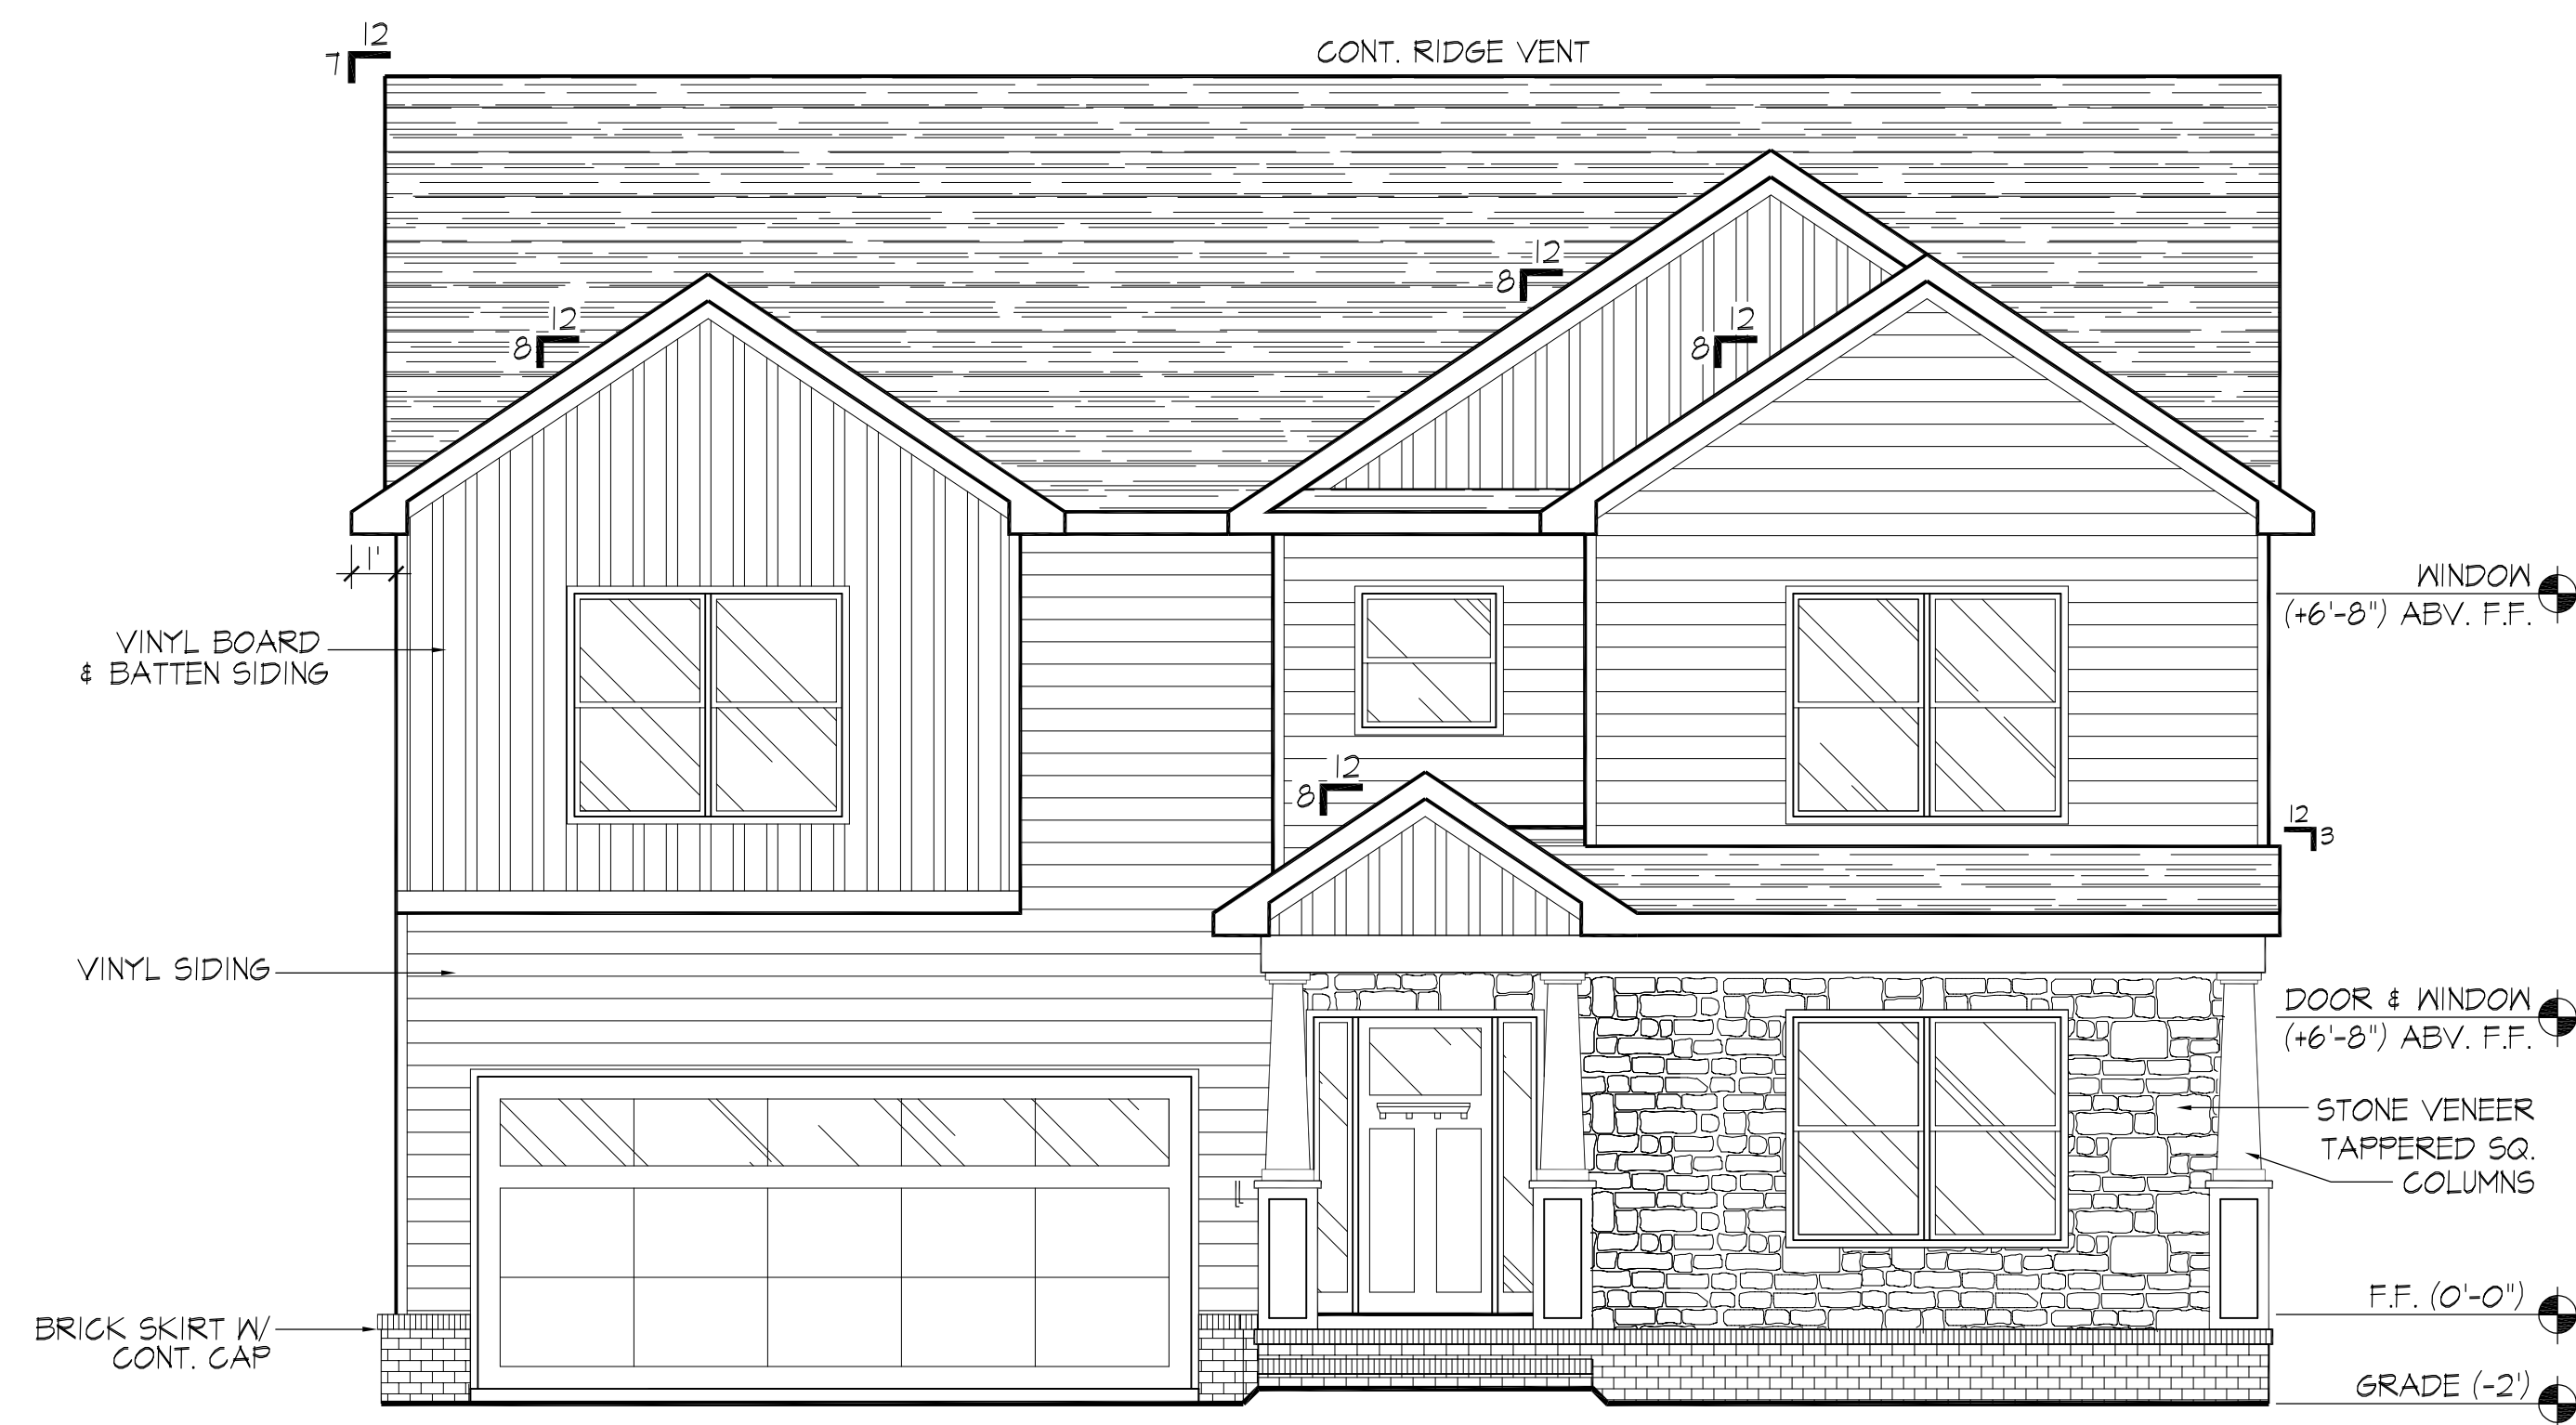 12
7
CONT. RIDGE VENT
12
8
12
8
12
8
1'
WINDOW
(+6'-8") ABV. F.F.
VINYL BOARD
& BATTEN SIDING
12
8
12
3
VINYL SIDING
DOOR & WINDOW
(+6'-8") ABV. F.F.
STONE VENEER
TAPPERED SQ.
COLUMNS
F.F. (0'-0")
BRICK SKIRT W/
CONT. CAP
GRADE (-2')